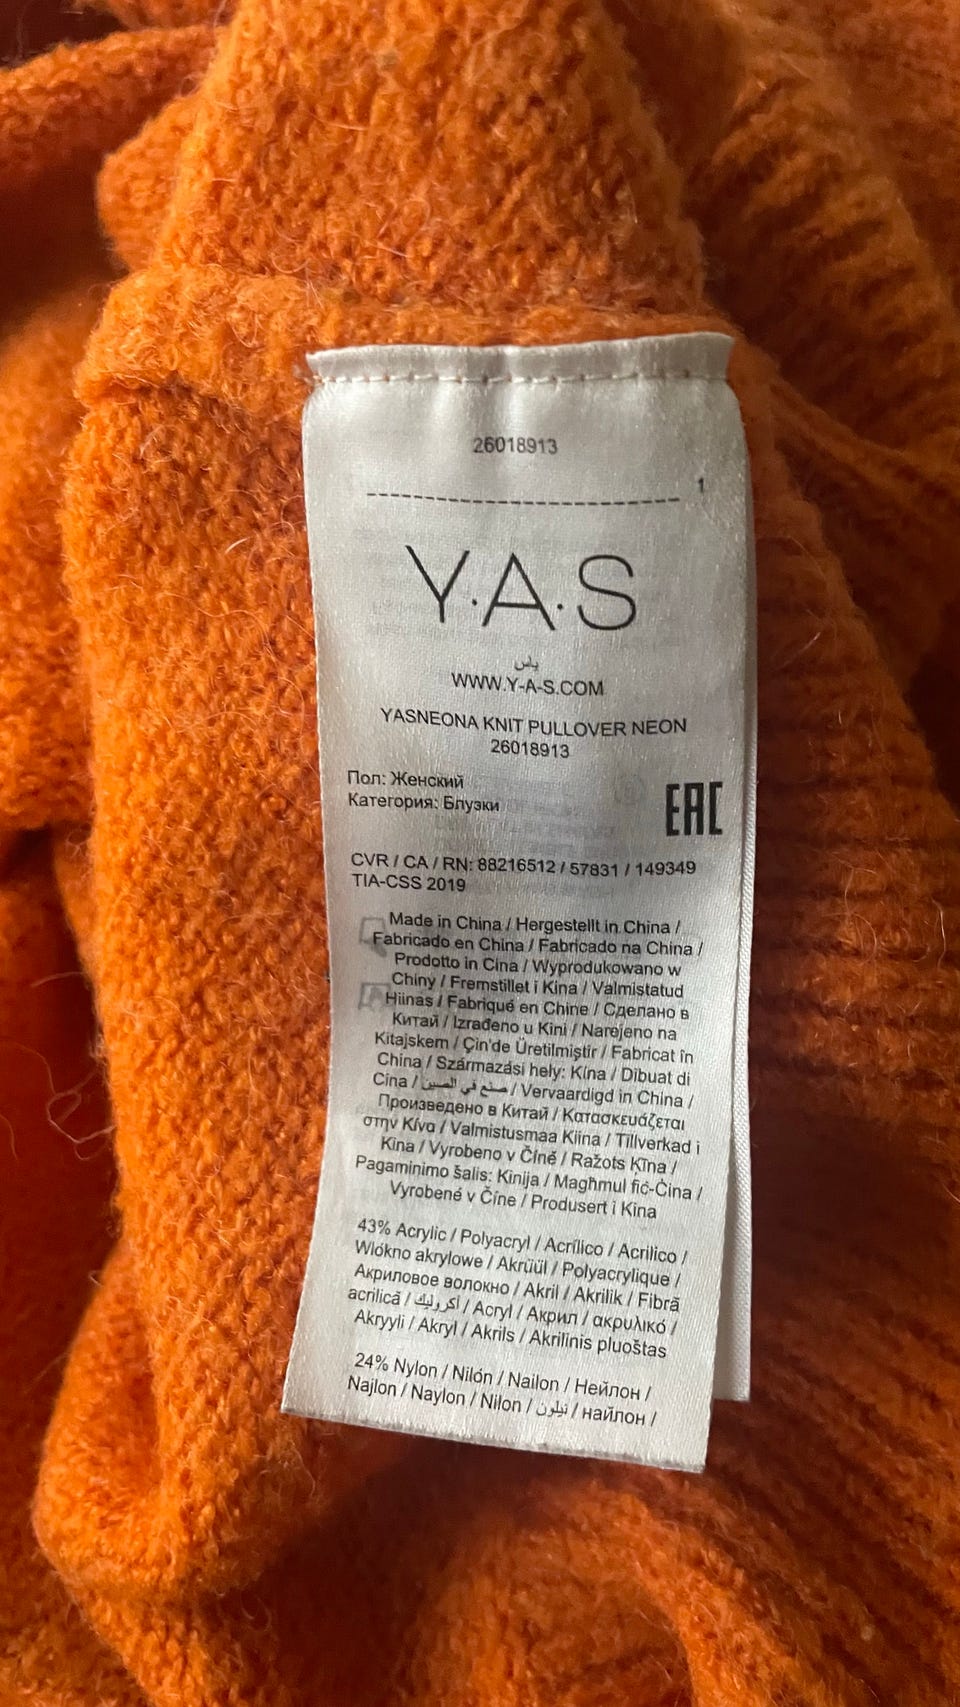 26018913
1
Y.A.S
ياس
WWW.Y-A-S.COM
YASNEONA KNIT PULLOVER NEON
26018913
Пол: Женский
Категория: Блузки
EAC
CVR / CA / RN: 88216512 / 57831 / 149349
TIA-CSS 2019
Made in China / Hergestellt in China /
Fabricado en China / Fabricado na China /
Prodotto in Cina / Wyprodukowano w
Chiny / Fremstillet i Kina / Valmistatud
Hiinas / Fabriqué en Chine / Сделано в
Китай / Izrađeno u Kini / Narejeno na
Kitajskem / Çin'de Üretilmiştir / Fabricat în
China / Származási hely: Kína / Dibuat di
Cina / صنع في الصين / Vervaardigd in China /
Произведено в Китай / Κατασκευάζεται
στην Κίνα / Valmistusmaa Kiina / Tillverkad i
Kina / Vyrobeno v Číně / Ražots Ķīna /
Pagaminimo šalis: Kinija / Magħmul fiċ-Ċina /
Vyrobené v Číne / Produsert i Kina
43% Acrylic / Polyacryl / Acrílico / Acrilico /
Wlókno akrylowe / Akrüül / Polyacrylique /
Акриловое волокно / Akril / Akrilik / Fibră
acrilică / أكروليك / Acryl / Акрил / ακρυλικό /
Akryyli / Akryl / Akrils / Akrilinis pluoštas
24% Nylon / Nilón / Nailon / Нейлон /
Najlon / Naylon / Nilon / نيلون / найлон /